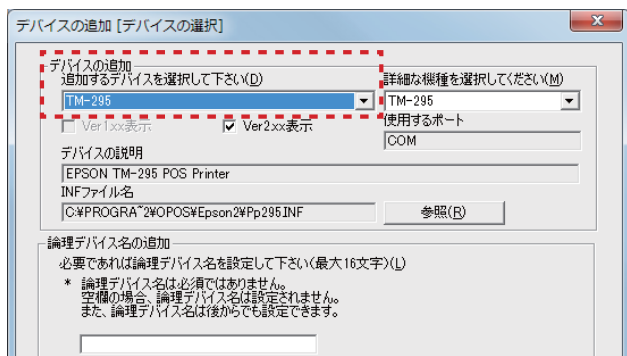 デバイスの追加 [デバイスの選択]
デバイスの追加
追加するデバイスを選択して下さい(D)
TM-295
Ver1xx表示
Ver2xx表示
詳細な機種を選択してください(M)
TM-295
使用するポート
COM
デバイスの説明
EPSON TM-295 POS Printer
INFファイル名
C:¥PROGRA~2¥OPOS¥Epson2¥Pp295.INF
参照(R)
論理デバイス名の追加
必要であれば論理デバイス名を設定して下さい(最大16文字)(L)
* 論理デバイス名は必須ではありません。
空欄の場合、論理デバイス名は設定されません。
また、論理デバイス名は後からでも設定できます。